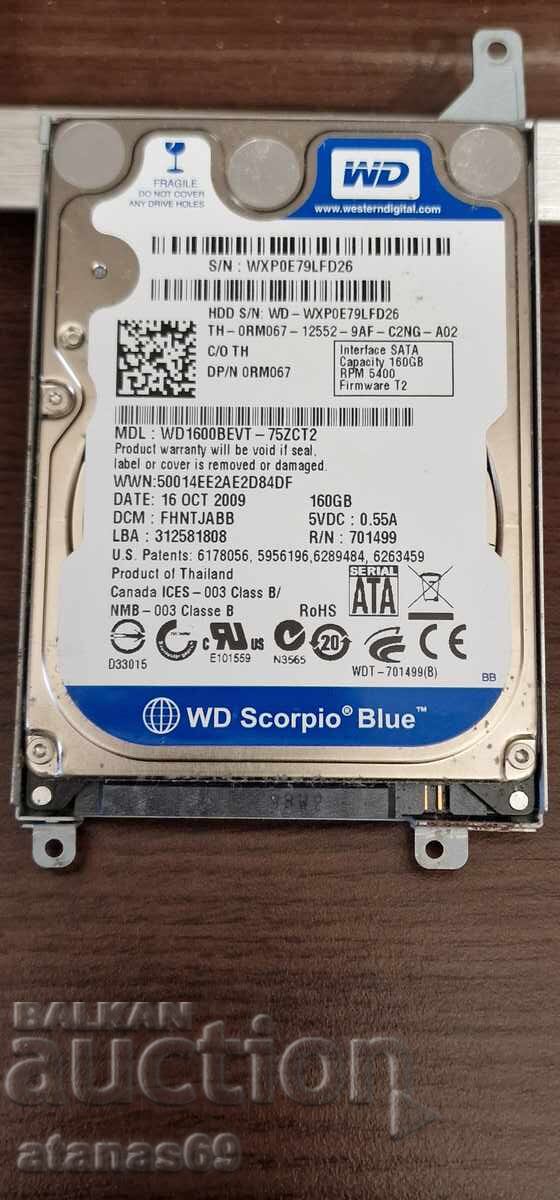 FRAGILE
DO NOT COVER
ANY DRIVE HOLES
WD
www.westerndigital.com
S/N : WXP0E79LFD26
HDD S/N: WD-WXP0E79LFD26
TH-0RM067-12552-9AF-C2NG-A02
C/O TH
DP/N 0RM067
Interface SATA
Capacity 160GB
RPM 5400
Firmware T2
MDL : WD1600BEVT-75ZCT2
Product warranty will be void if seal,
label or cover is removed or damaged.
WWN:50014EE2AE2D84DF
DATE: 16 OCT 2009 160GB
DCM : FHNTJABB 5VDC : 0.55A
LBA : 312581808 R/N : 701499
U.S. Patents: 6178056, 5956196,6289484, 6263459
Product of Thailand
Canada ICES-003 Class B/
NMB-003 Classe B
RoHS
SERIAL
ATA
D33015
c RU us
E101559
N3565
20
CE
WDT-701499(B)
BB
WD Scorpio® Blue™
BALKAN
auction
atanas69